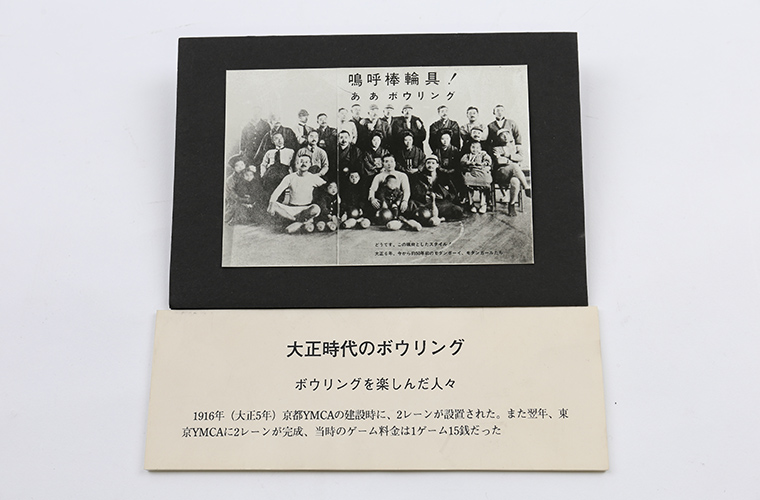 嗚呼棒輪具!
ああボウリング
どうです、この颯爽としたスタイル!
大正6年、今から約50年前のモダンボーイ、モダンガールたち
大正時代のボウリング
ボウリングを楽しんだ人々
1916年（大正5年）京都YMCAの建設時に、2レーンが設置された。また翌年、東
京YMCAに2レーンが完成、当時のゲーム料金は1ゲーム15銭だった